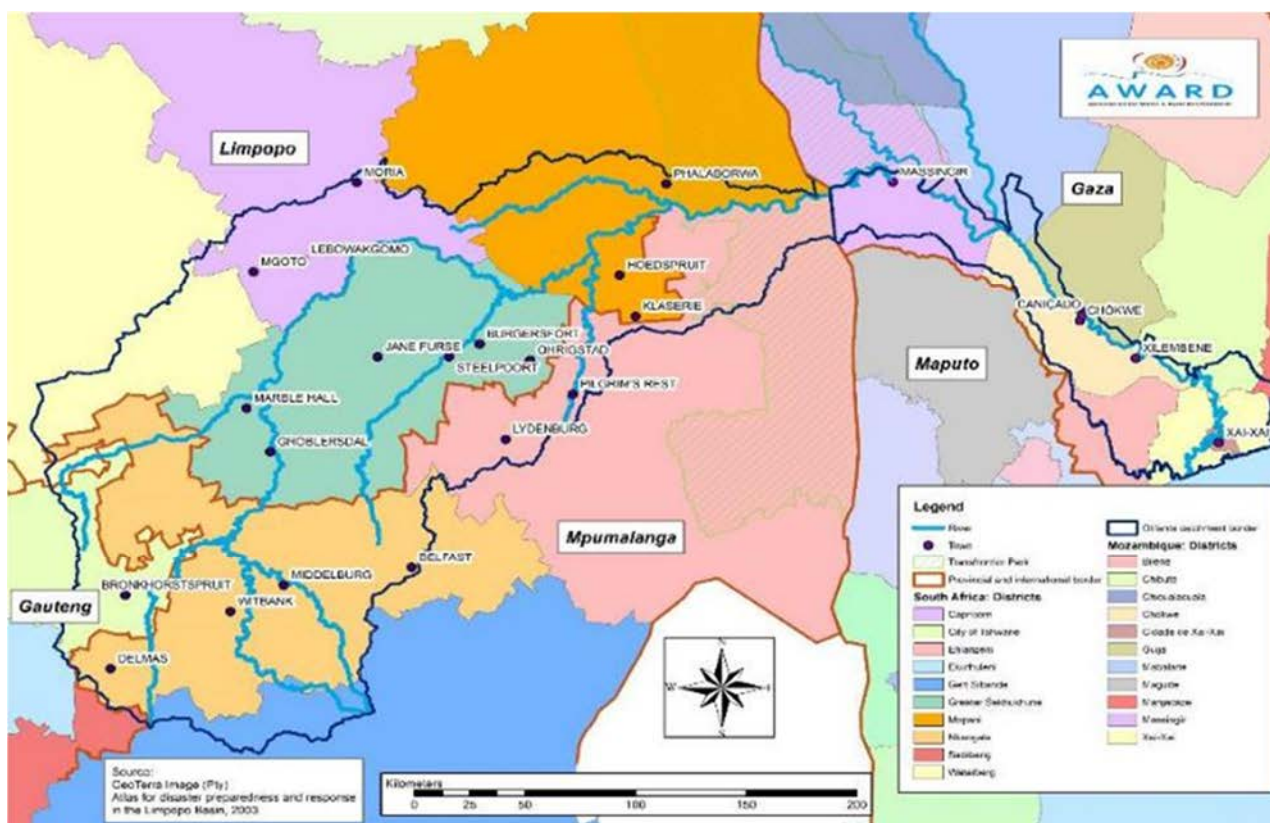 AWARD
Limpopo
MORIA
PHALABORWA
MASSINGIR
Gaza
LEBOWAKGOMO
MGOTO
HOEDSPRUIT
KLASERIE
CANIÇADO
CHÓKWE
BURGERSFORT
JANE FURSE
OHRIGSTAD
STEELPOORT
XILEMBENE
Maputo
PILGRIM'S REST
MARBLE HALL
LYDENBURG
XAI-XAI
GROBLERSDAL
Mpumalanga
BELFAST
BRONKHORSTSPRUIT
MIDDELBURG
Gauteng
WITBANK
DELMAS
N
W
S
Legend
River
Town
Transfrontier Park
Provincial and international border
South Africa: Districts
Capricorn
City of Tshwane
Ehlanzeni
Ekurhuleni
Gert Sibande
Greater Sekhukhune
Mopani
Nkangala
Sedibeng
Waterberg
Olifants catchment border
Mozambique: Districts
Bilene
Chibuto
Chicualacuala
Chókwe
Cidade de Xai-Xai
Guija
Mabalane
Magude
Manjacaze
Massingir
Xai-Xai
Source:
GeoTerra Image (Pty)
Atlas for disaster preparedness and response
in the Limpopo Basin, 2003
Kilometers
0 25 50 100 150 200